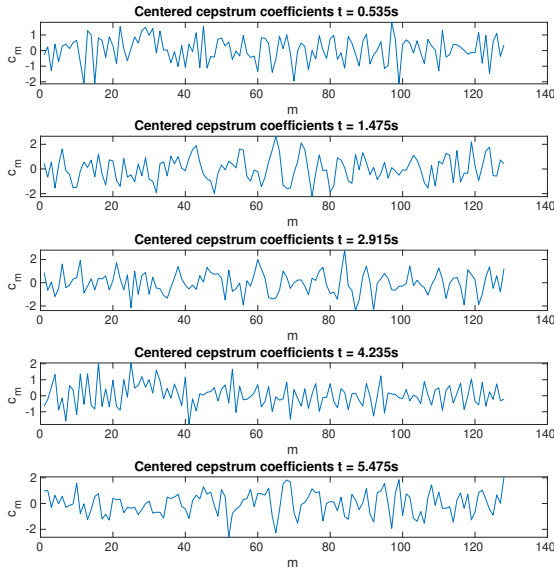 Centered cepstrum coefficients t = 0.535s
1
0
-1
-2
c_m
0 20 40 60 80 100 120 140
m
Centered cepstrum coefficients t = 1.475s
2
0
-2
c_m
0 20 40 60 80 100 120 140
m
Centered cepstrum coefficients t = 2.915s
2
0
-2
c_m
0 20 40 60 80 100 120 140
m
Centered cepstrum coefficients t = 4.235s
2
1
0
-1
c_m
0 20 40 60 80 100 120 140
m
Centered cepstrum coefficients t = 5.475s
2
0
-2
c_m
0 20 40 60 80 100 120 140
m